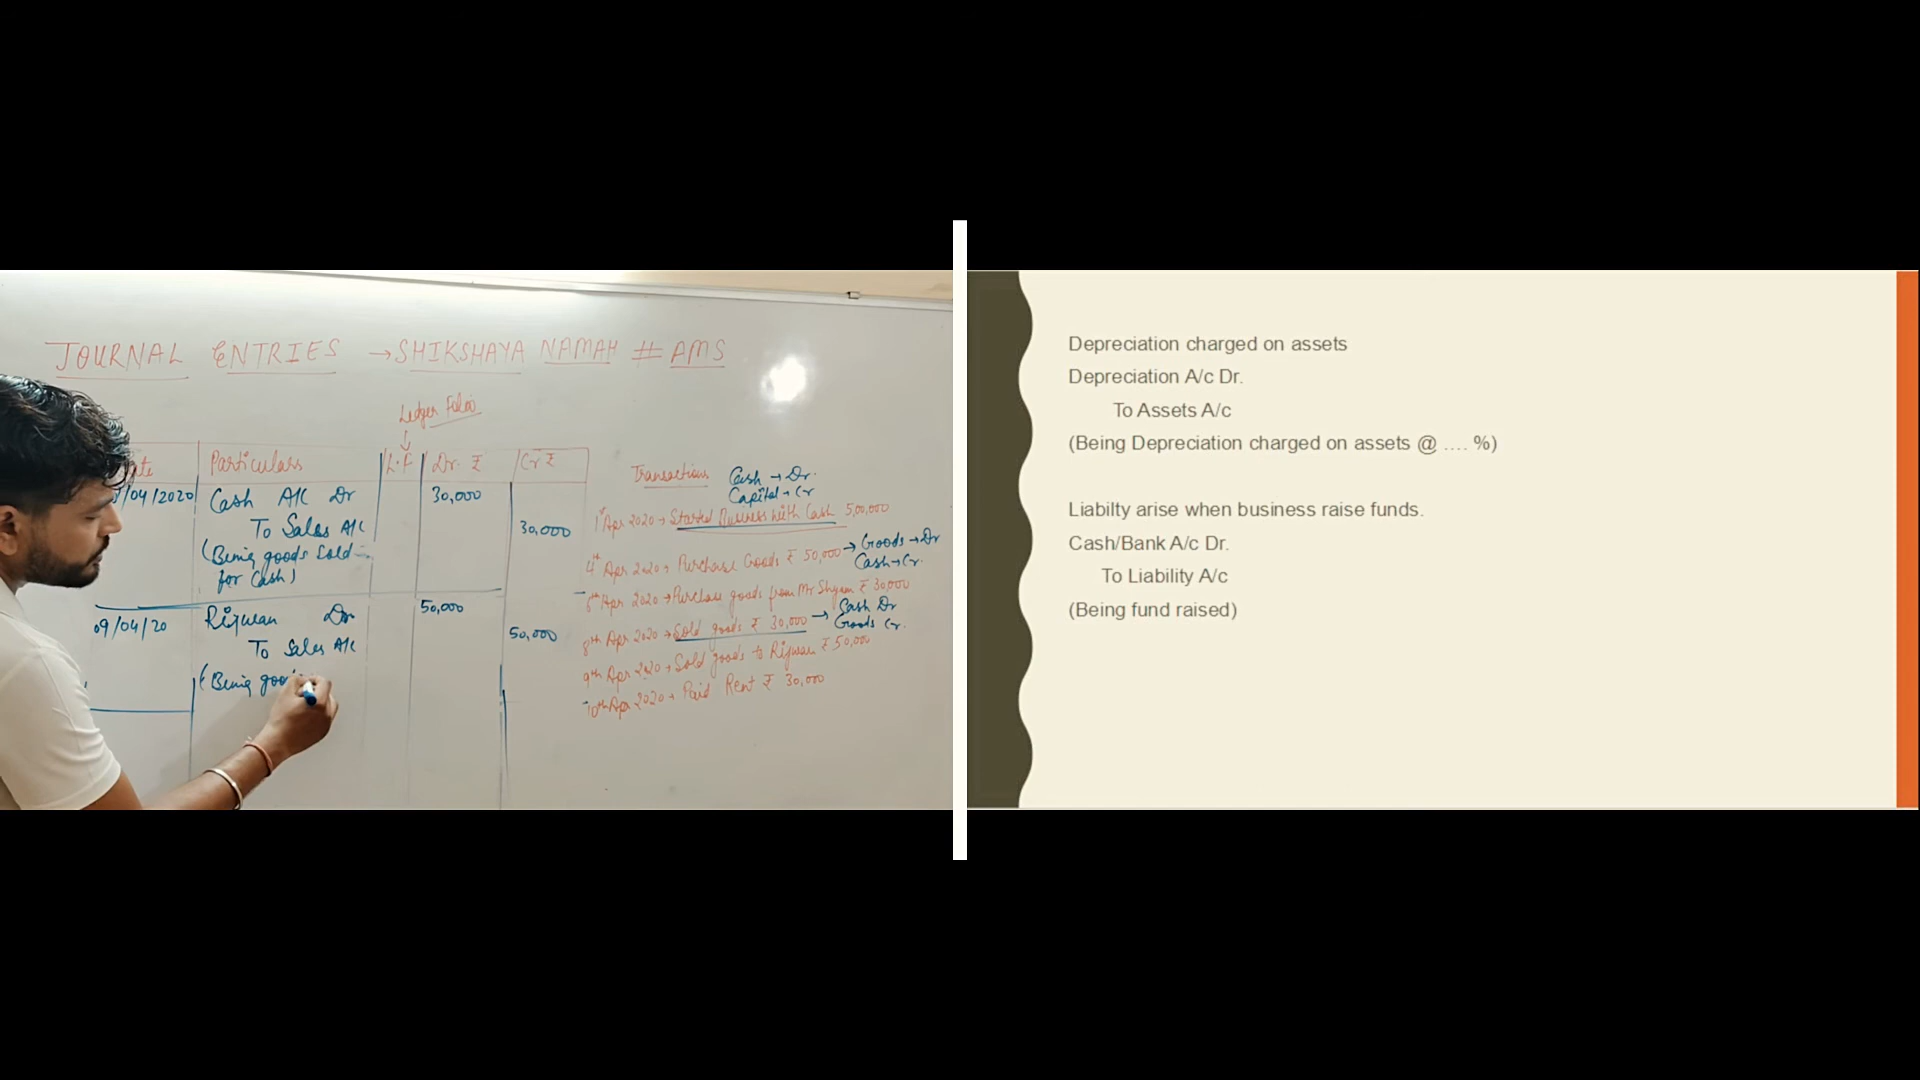 JOURNAL ENTRIES → SHIKSHAYA NAMAH # AMS
Ledger Folio
Particulars L.F Dr. ₹ Cr ₹
/04/2020 Cash A/C Dr 30,000
To Sales A/C 30,000
(Being goods Sold
for Cash)
09/04/20 Rizwan Dr 50,000
To Sales A/C 50,000
(Being goo
Transactions Cash → Dr.
Capital → Cr
1st Apr 2020 → Started Business with Cash 5,00,000
4th Apr 2020 → Purchase Goods ₹ 50,000 → Goods → Dr
Cash → Cr.
Apr 2020 → Purchase goods from Mr Shyam ₹ 30,000
8th Apr 2020 → Sold goods ₹ 30,000 → Cash Dr
Goods Cr.
9th Apr 2020 → Sold goods to Rizwan ₹ 50,000
10th Apr 2020 → Paid Rent ₹ 30,000
Depreciation charged on assets
Depreciation A/c Dr.
To Assets A/c
(Being Depreciation charged on assets @ .... %)
Liabilty arise when business raise funds.
Cash/Bank A/c Dr.
To Liability A/c
(Being fund raised)